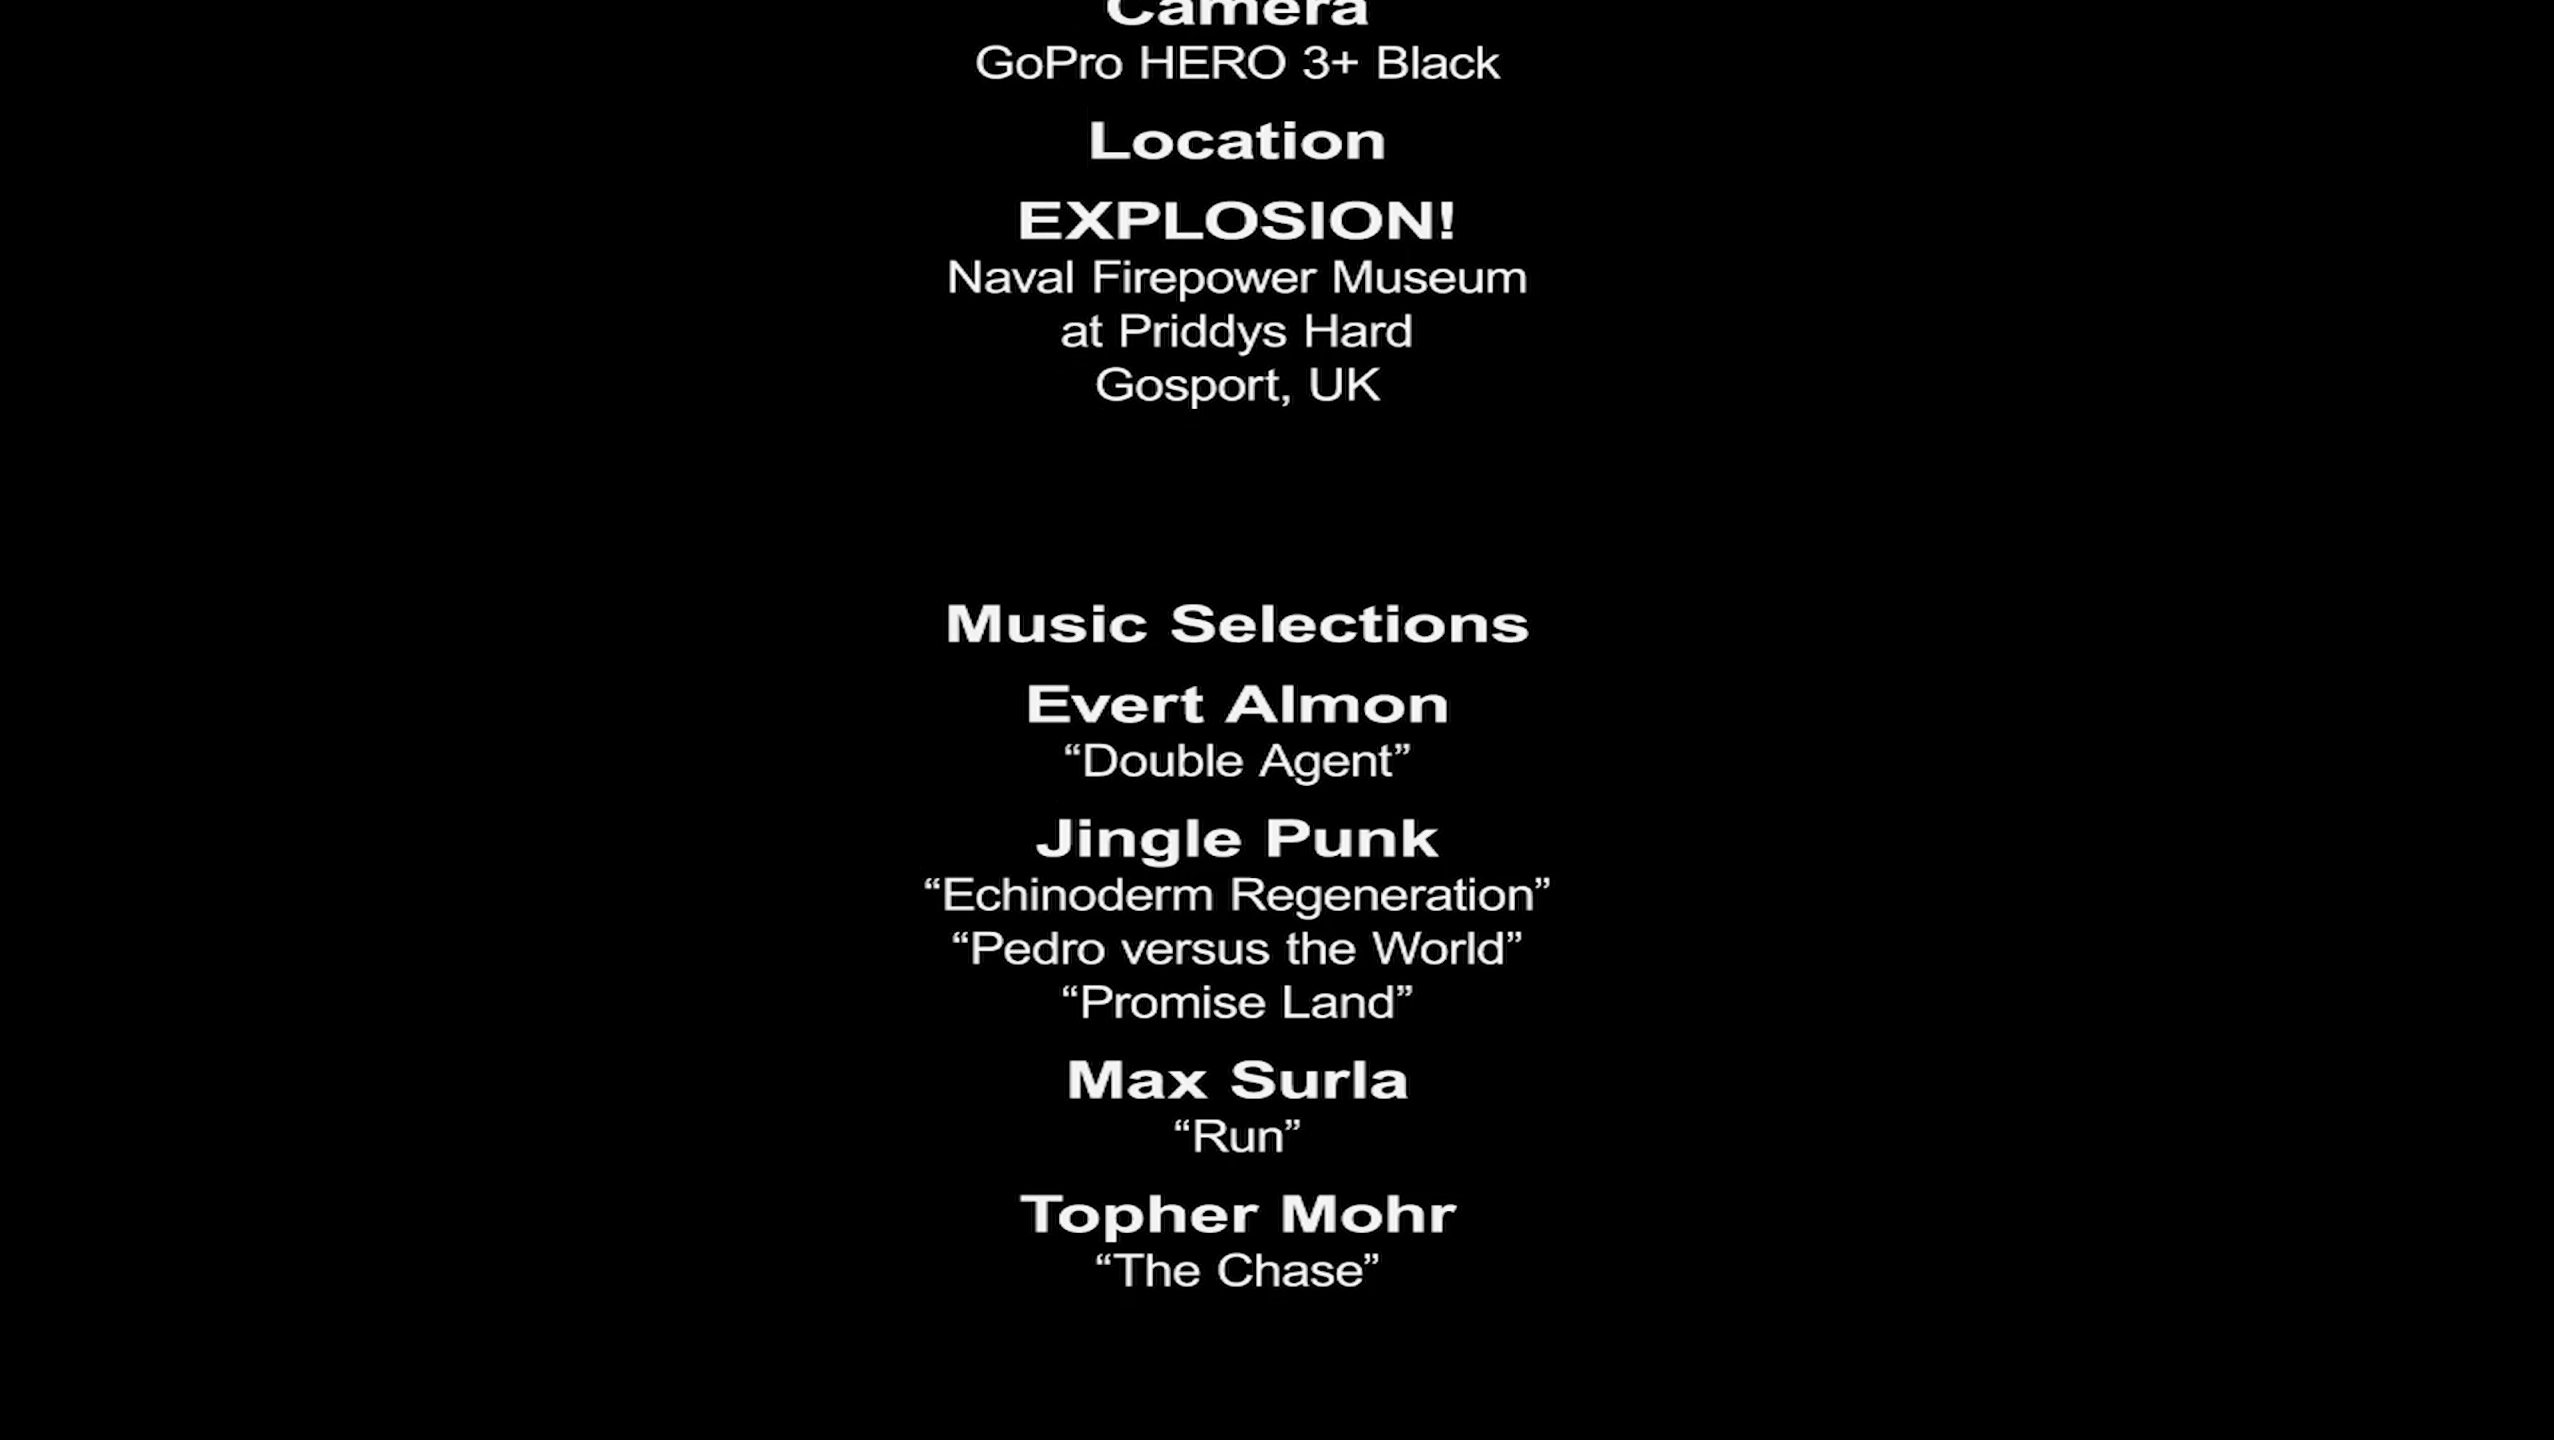 Camera
GoPro HERO 3+ Black
Location
EXPLOSION!
Naval Firepower Museum
at Priddys Hard
Gosport, UK
Music Selections
Evert Almon
“Double Agent”
Jingle Punk
“Echinoderm Regeneration”
“Pedro versus the World”
“Promise Land”
Max Surla
“Run”
Topher Mohr
“The Chase”